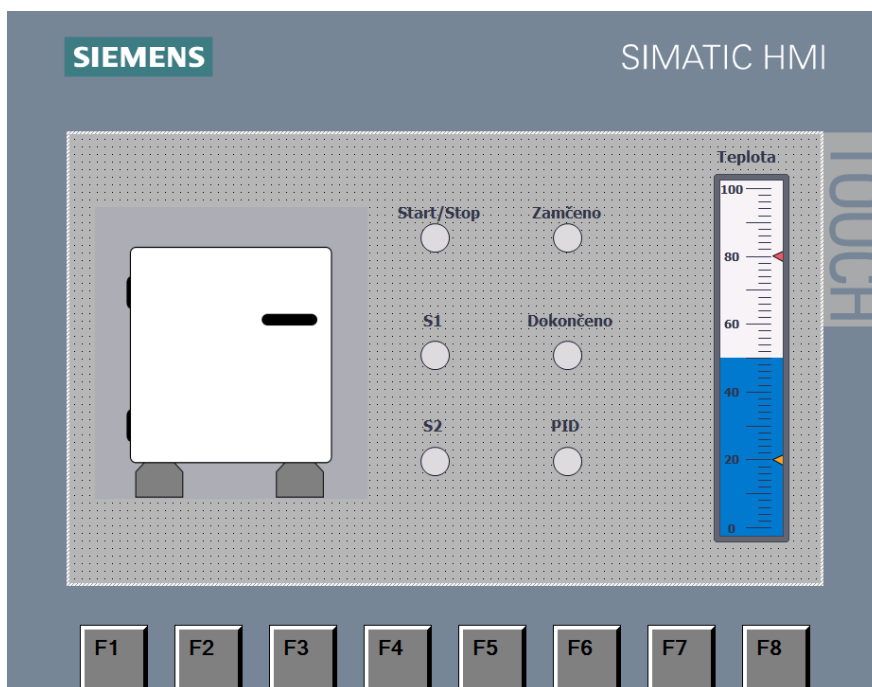 SIEMENS
SIMATIC HMI
TOUCH
Teplota
100
80
60
40
20
0
Start/Stop
Zamčeno
S1
Dokončeno
S2
PID
F1
F2
F3
F4
F5
F6
F7
F8